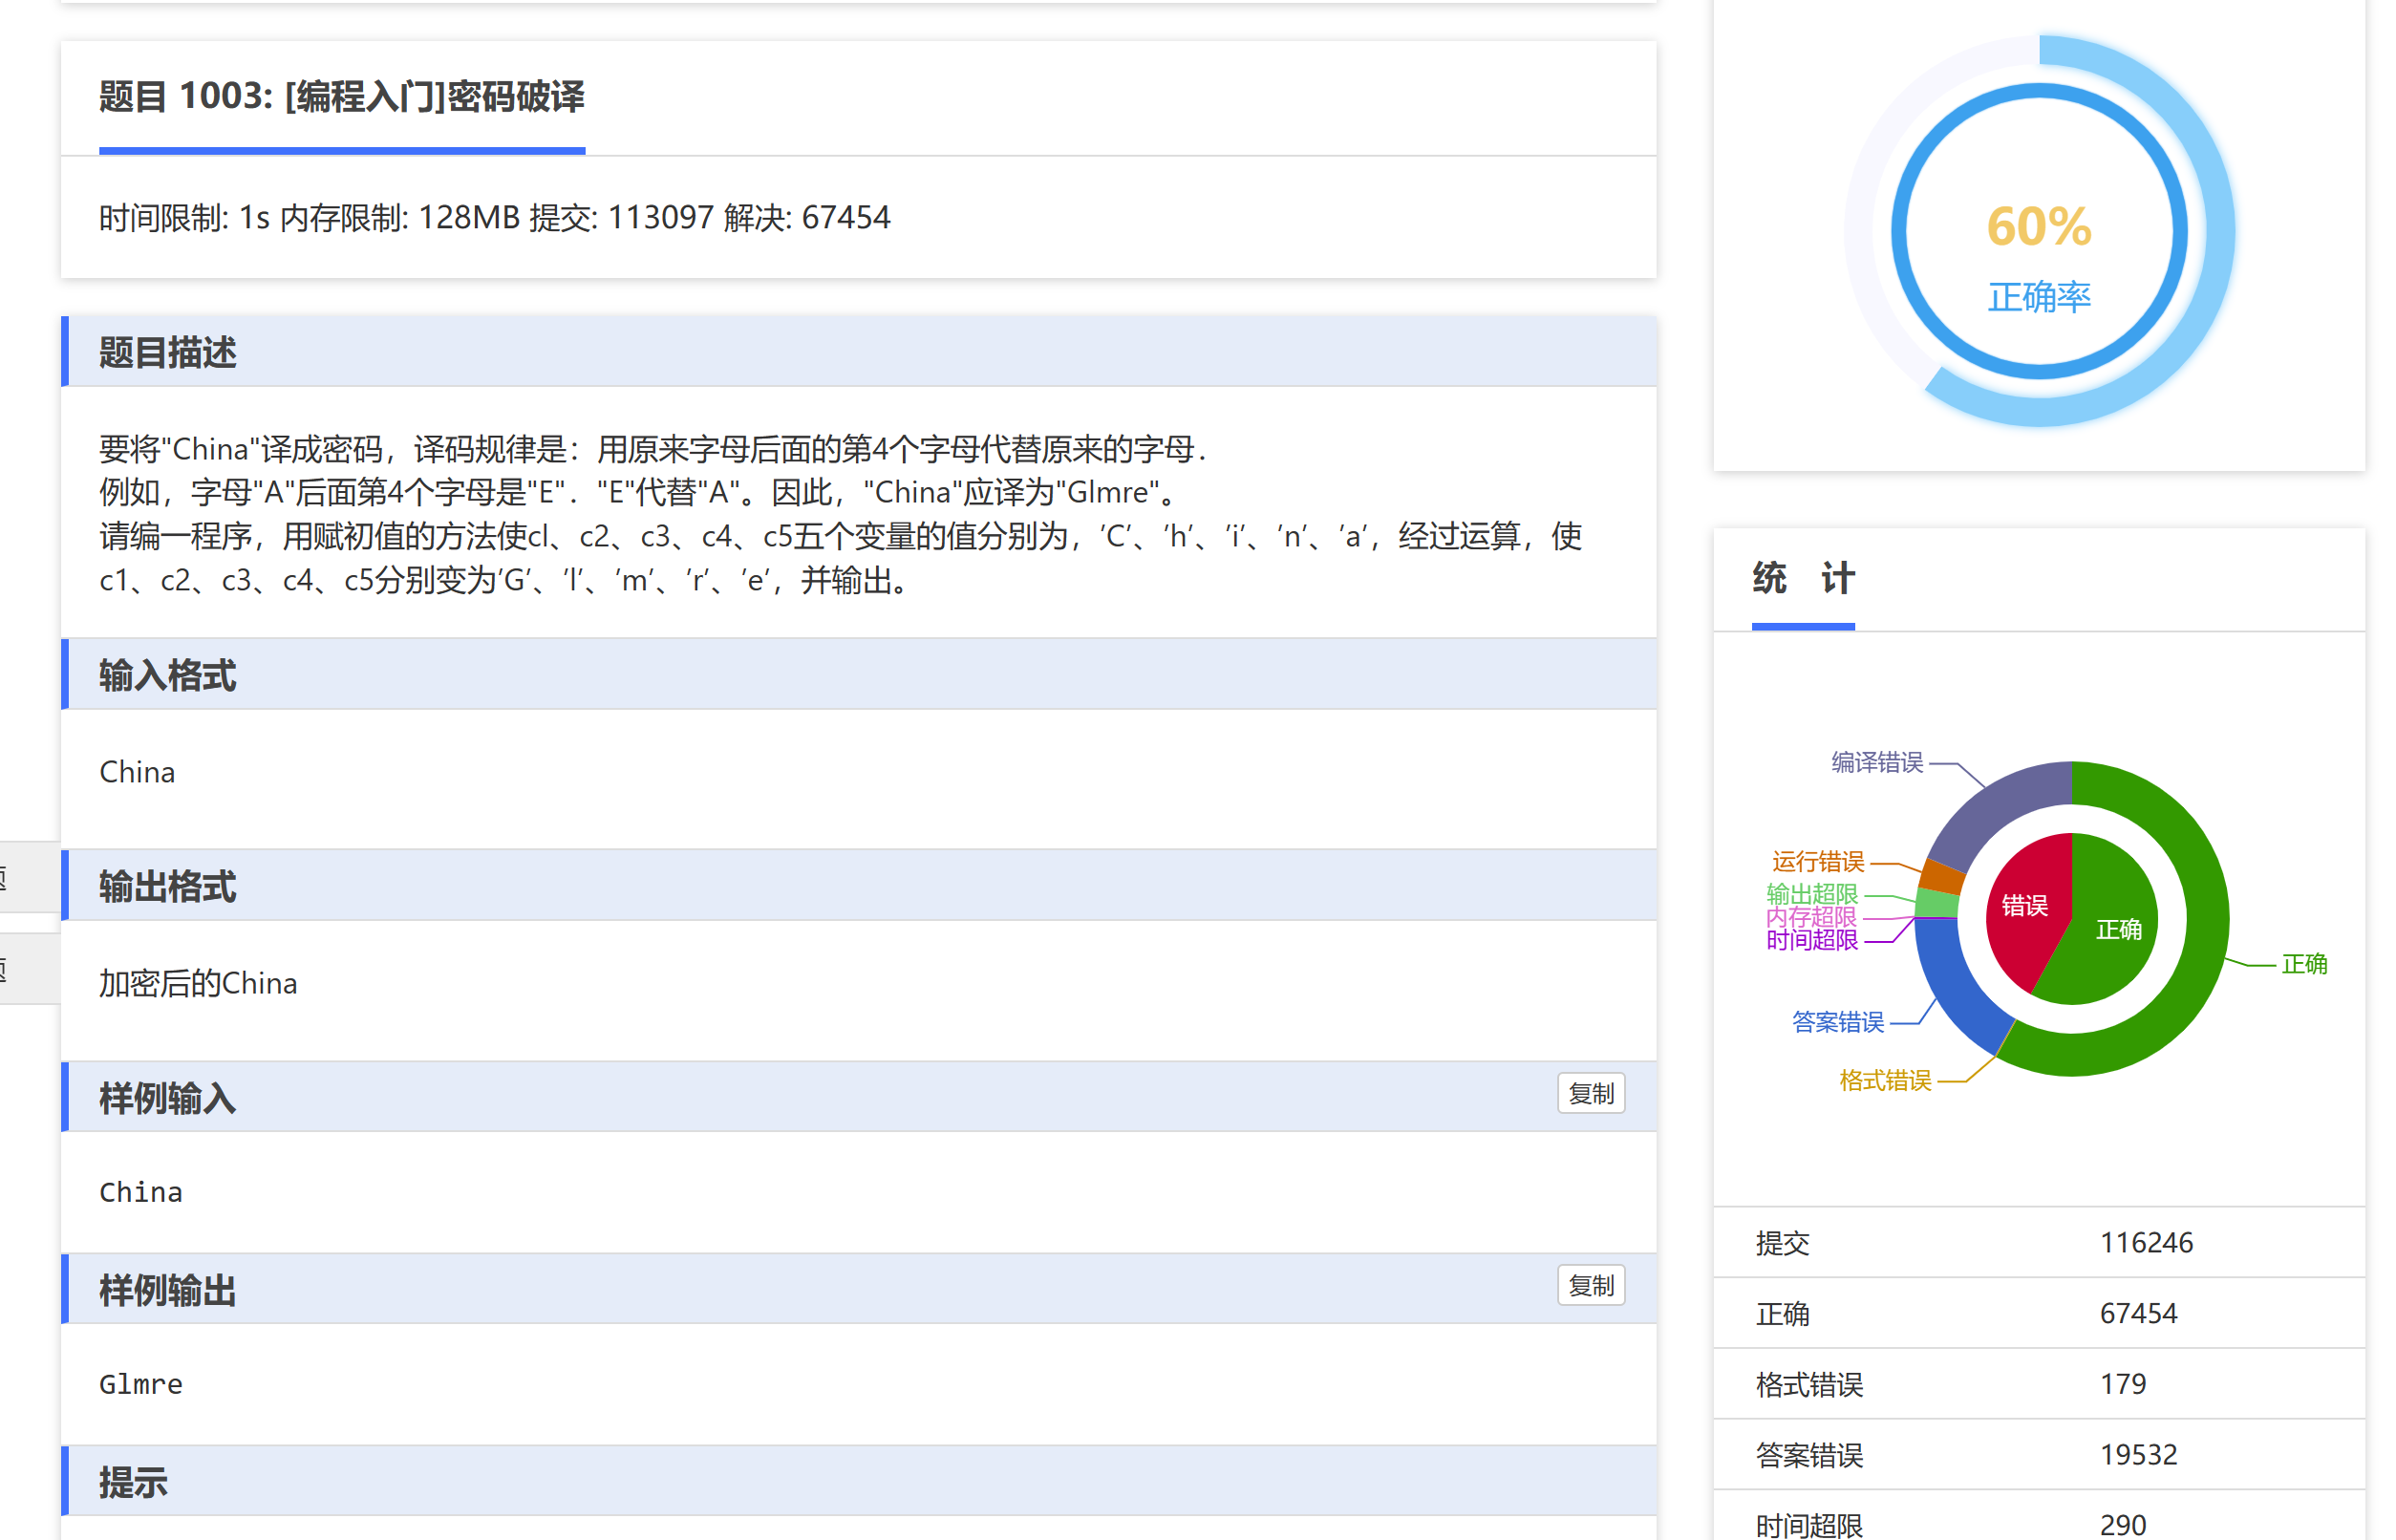 题目 1003: [编程入门]密码破译
时间限制: 1s 内存限制: 128MB 提交: 113097 解决: 67454
题目描述
要将"China"译成密码，译码规律是：用原来字母后面的第4个字母代替原来的字母．
例如，字母"A"后面第4个字母是"E"．"E"代替"A"。因此，"China"应译为"Glmre"。
请编一程序，用赋初值的方法使cl、c2、c3、c4、c5五个变量的值分别为，’C’、’h’、’i’、’n’、’a’，经过运算，使
c1、c2、c3、c4、c5分别变为’G’、’l’、’m’、’r’、’e’，并输出。
输入格式
China
输出格式
加密后的China
样例输入
复制
China
样例输出
复制
Glmre
提示
60%
正确率
统 计
编译错误
运行错误
输出超限
内存超限
时间超限
答案错误
格式错误
错误
正确
正确
提交 116246
正确 67454
格式错误 179
答案错误 19532
时间超限 290